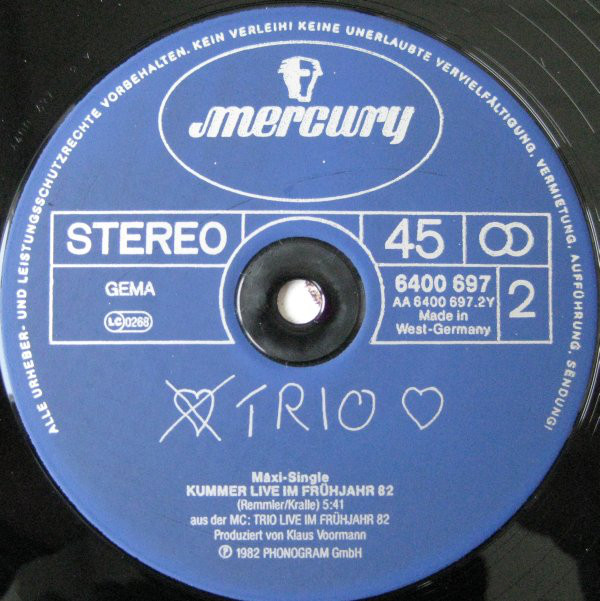 ALLE URHEBER- UND LEISTUNGSSCHUTZRECHTE VORBEHALTEN. KEIN VERLEIH! KEINE UNERLAUBTE VERVIELFÄLTIGUNG, VERMIETUNG, AUFFÜHRUNG, SENDUNG!
mercury
STEREO 45
GEMA 6400 697 2
AA 6400 697.2Y
LC 0268 Made in
West-Germany
TRIO
Maxi-Single
KUMMER LIVE IM FRÜHJAHR 82
(Remmler/Kralle) 5:41
aus der MC: TRIO LIVE IM FRÜHJAHR 82
Produziert von Klaus Voormann
℗ 1982 PHONOGRAM GmbH